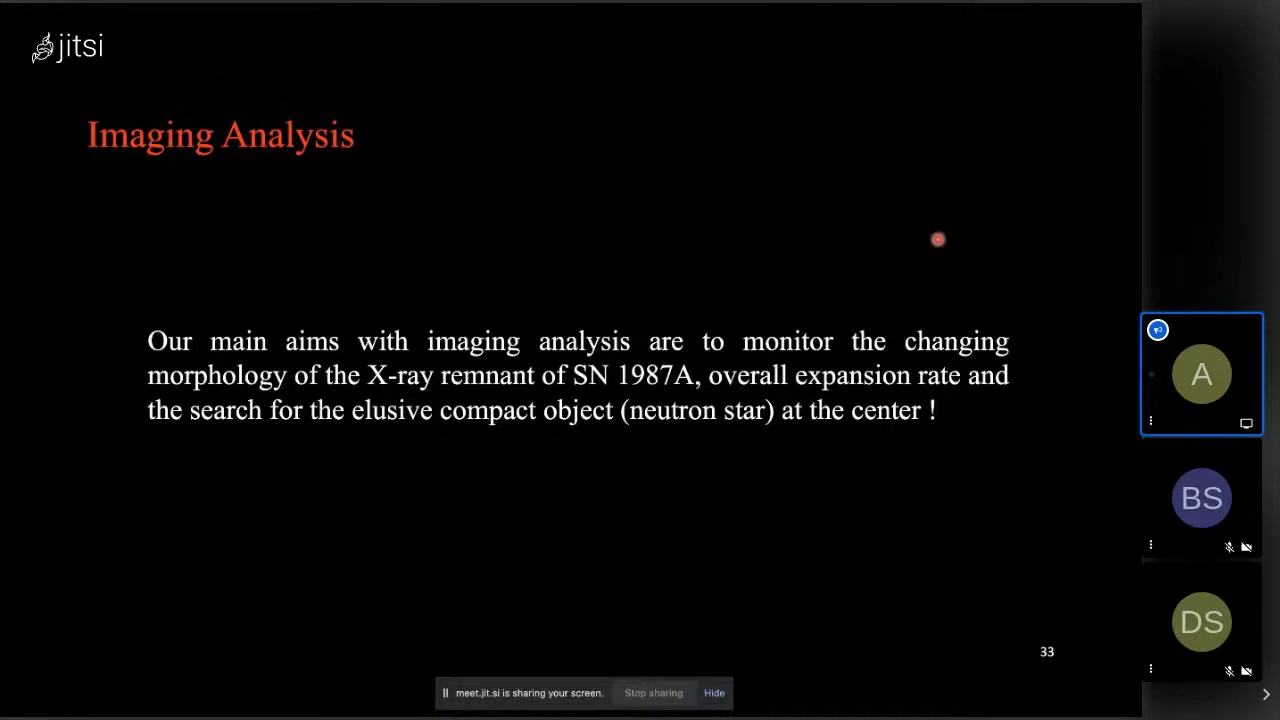 jitsi
Imaging Analysis
Our main aims with imaging analysis are to monitor the changing
morphology of the X-ray remnant of SN 1987A, overall expansion rate and
the search for the elusive compact object (neutron star) at the center !
A
BS
DS
33
meet.jit.si is sharing your screen. Stop sharing Hide